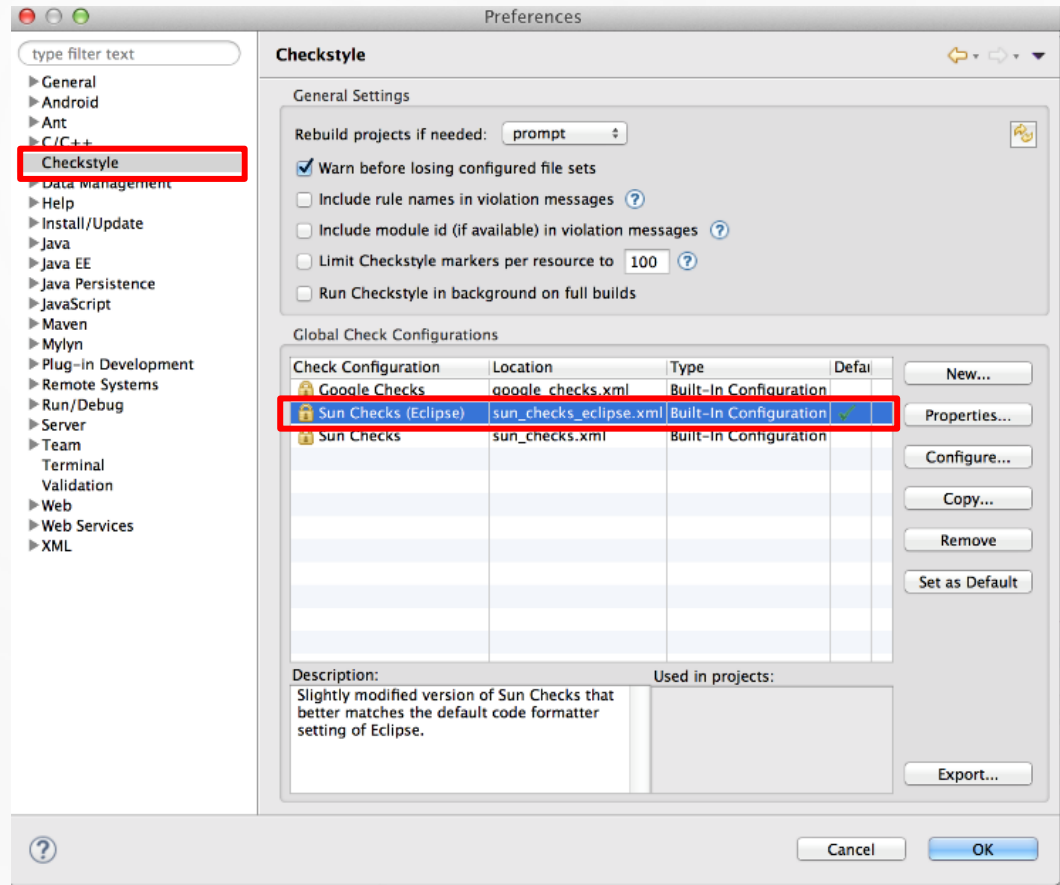 Preferences
type filter text
General
Android
Ant
C/C++
Checkstyle
Data Management
Help
Install/Update
Java
Java EE
Java Persistence
JavaScript
Maven
Mylyn
Plug-in Development
Remote Systems
Run/Debug
Server
Team
Terminal
Validation
Web
Web Services
XML
Checkstyle
General Settings
Rebuild projects if needed: prompt
Warn before losing configured file sets
Include rule names in violation messages ?
Include module id (if available) in violation messages ?
Limit Checkstyle markers per resource to 100 ?
Run Checkstyle in background on full builds
Global Check Configurations
Check Configuration Location Type Defau
Google Checks google_checks.xml Built-In Configuration
Sun Checks (Eclipse) sun_checks_eclipse.xml Built-In Configuration
Sun Checks sun_checks.xml Built-In Configuration
New...
Properties...
Configure...
Copy...
Remove
Set as Default
Description:
Slightly modified version of Sun Checks that
better matches the default code formatter
setting of Eclipse.
Used in projects:
Export...
?
Cancel OK